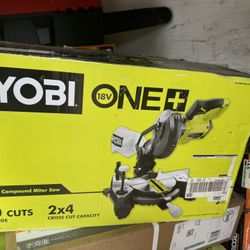 YOBI ONE+
18V
Compound Miter Saw
CUTS
2x4
CROSS CUT CAPACITY